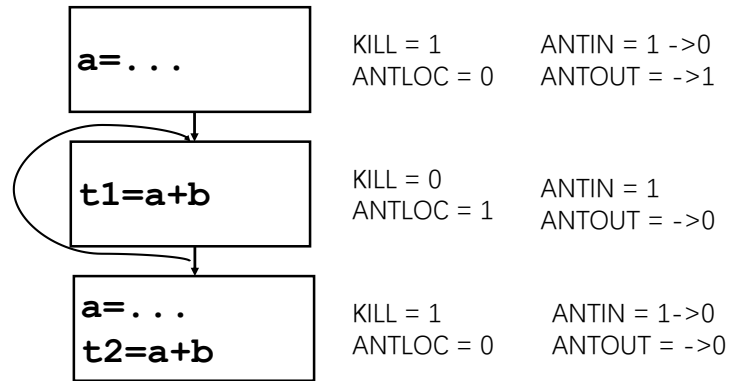 a=...
KILL = 1 ANTIN = 1 ->0
ANTLOC = 0 ANTOUT = ->1
t1=a+b
KILL = 0 ANTIN = 1
ANTLOC = 1 ANTOUT = ->0
a=...
t2=a+b
KILL = 1 ANTIN = 1->0
ANTLOC = 0 ANTOUT = ->0